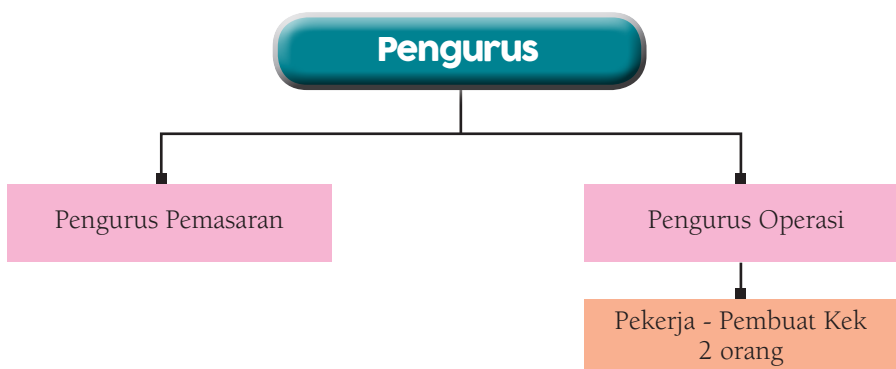 Pengurus
Pengurus Pemasaran
Pengurus Operasi
Pekerja - Pembuat Kek
2 orang